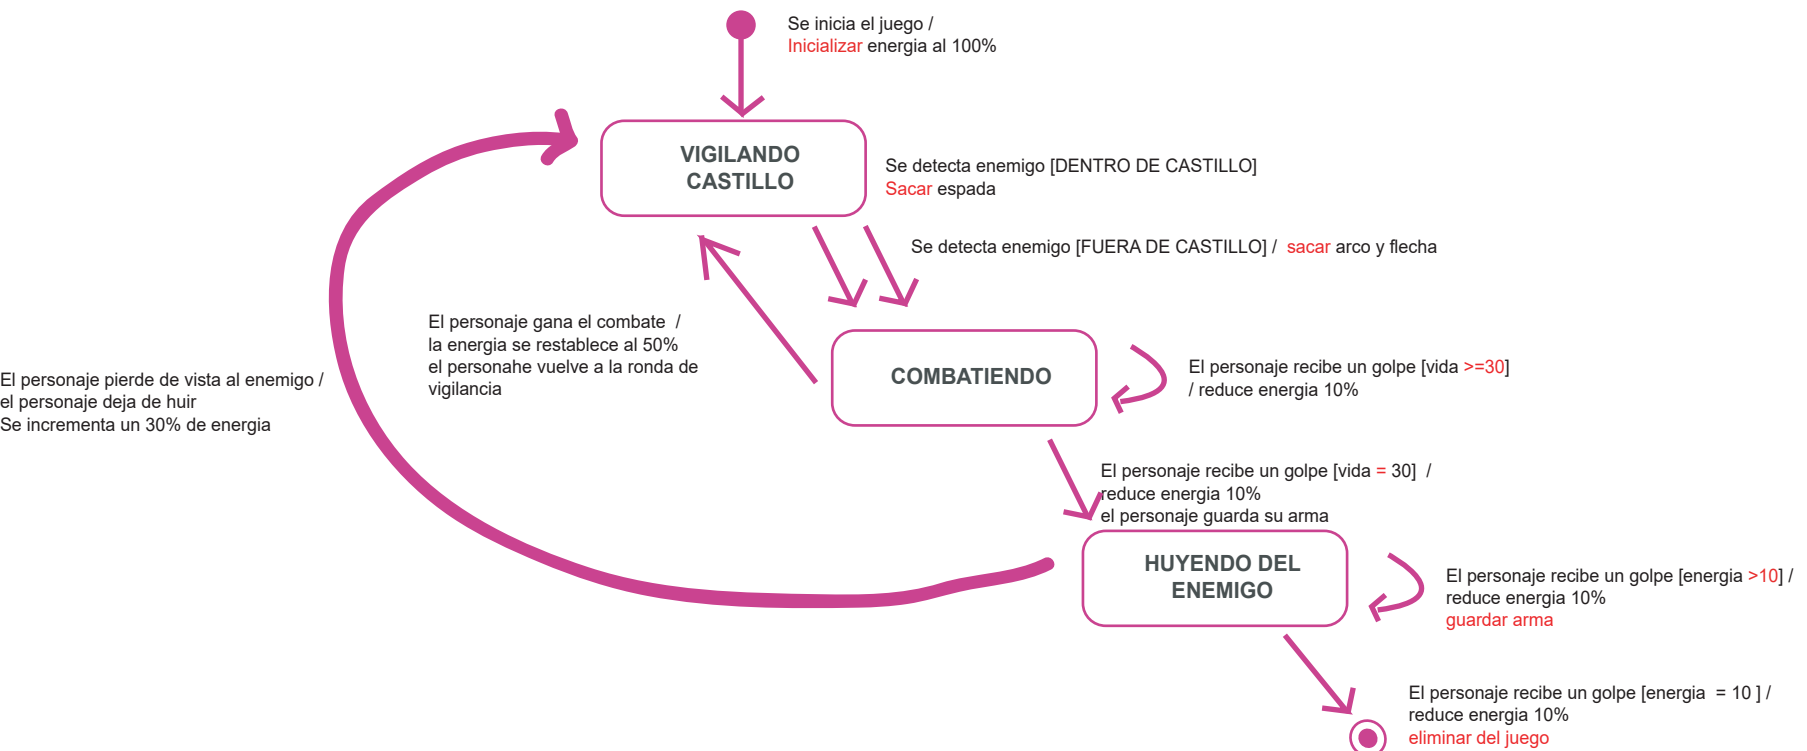 Se inicia el juego /
Inicializar energia al 100%
VIGILANDO
CASTILLO
Se detecta enemigo [DENTRO DE CASTILLO]
Sacar espada
Se detecta enemigo [FUERA DE CASTILLO] / sacar arco y flecha
El personaje gana el combate /
la energia se restablece al 50%
el personahe vuelve a la ronda de
vigilancia
El personaje pierde de vista al enemigo /
el personaje deja de huir
Se incrementa un 30% de energia
COMBATIENDO
El personaje recibe un golpe [vida >=30]
/ reduce energia 10%
El personaje recibe un golpe [vida = 30] /
reduce energia 10%
el personaje guarda su arma
HUYENDO DEL
ENEMIGO
El personaje recibe un golpe [energia >10] /
reduce energia 10%
guardar arma
El personaje recibe un golpe [energia = 10 ] /
reduce energia 10%
eliminar del juego